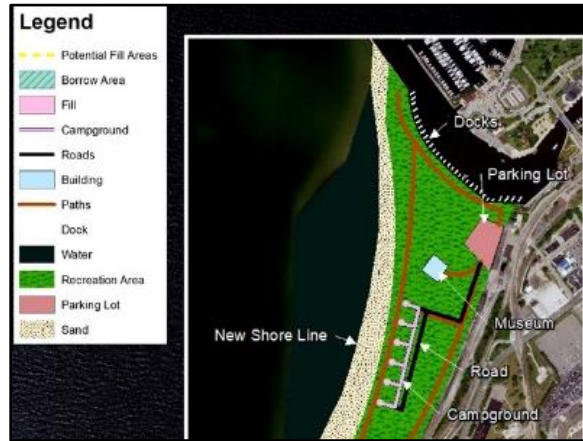 Legend
Potential Fill Areas
Borrow Area
Fill
Campground
Roads
Building
Paths
Dock
Water
Recreation Area
Parking Lot
Sand
Docks
Parking Lot
Museum
New Shore Line
Road
Campground